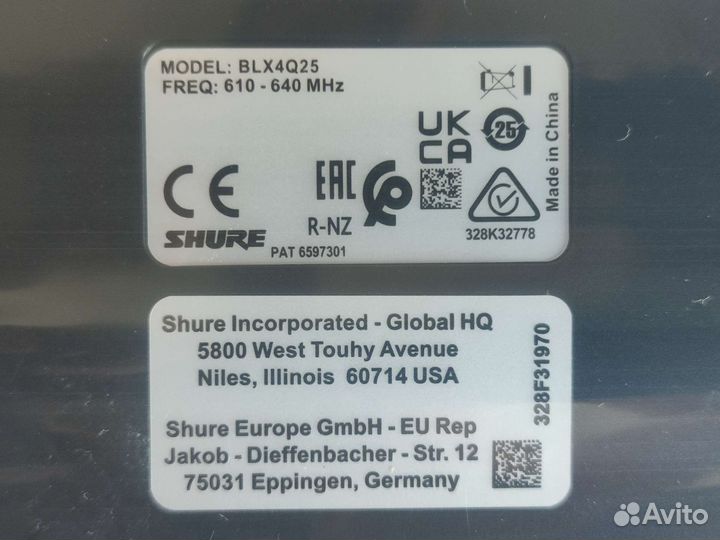 MODEL: BLX4Q25
FREQ: 610 - 640 MHz
UK
CA
25
Made in China
CE
EAC
R-NZ
SHURE
PAT 6597301
328K32778
Shure Incorporated - Global HQ
5800 West Touhy Avenue
Niles, Illinois 60714 USA
Shure Europe GmbH - EU Rep
Jakob - Dieffenbacher - Str. 12
75031 Eppingen, Germany
328F31970
Avito